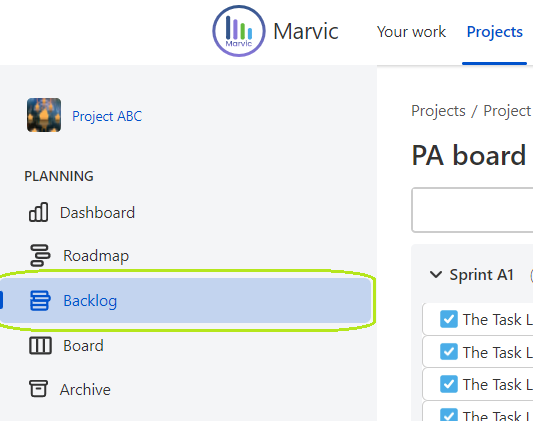 Marvic
Marvic
Your work
Projects
Project ABC
PLANNING
Dashboard
Roadmap
Backlog
Board
Archive
Projects / Project
PA board
Sprint A1
The Task L
The Task L
The Task L
The Task L